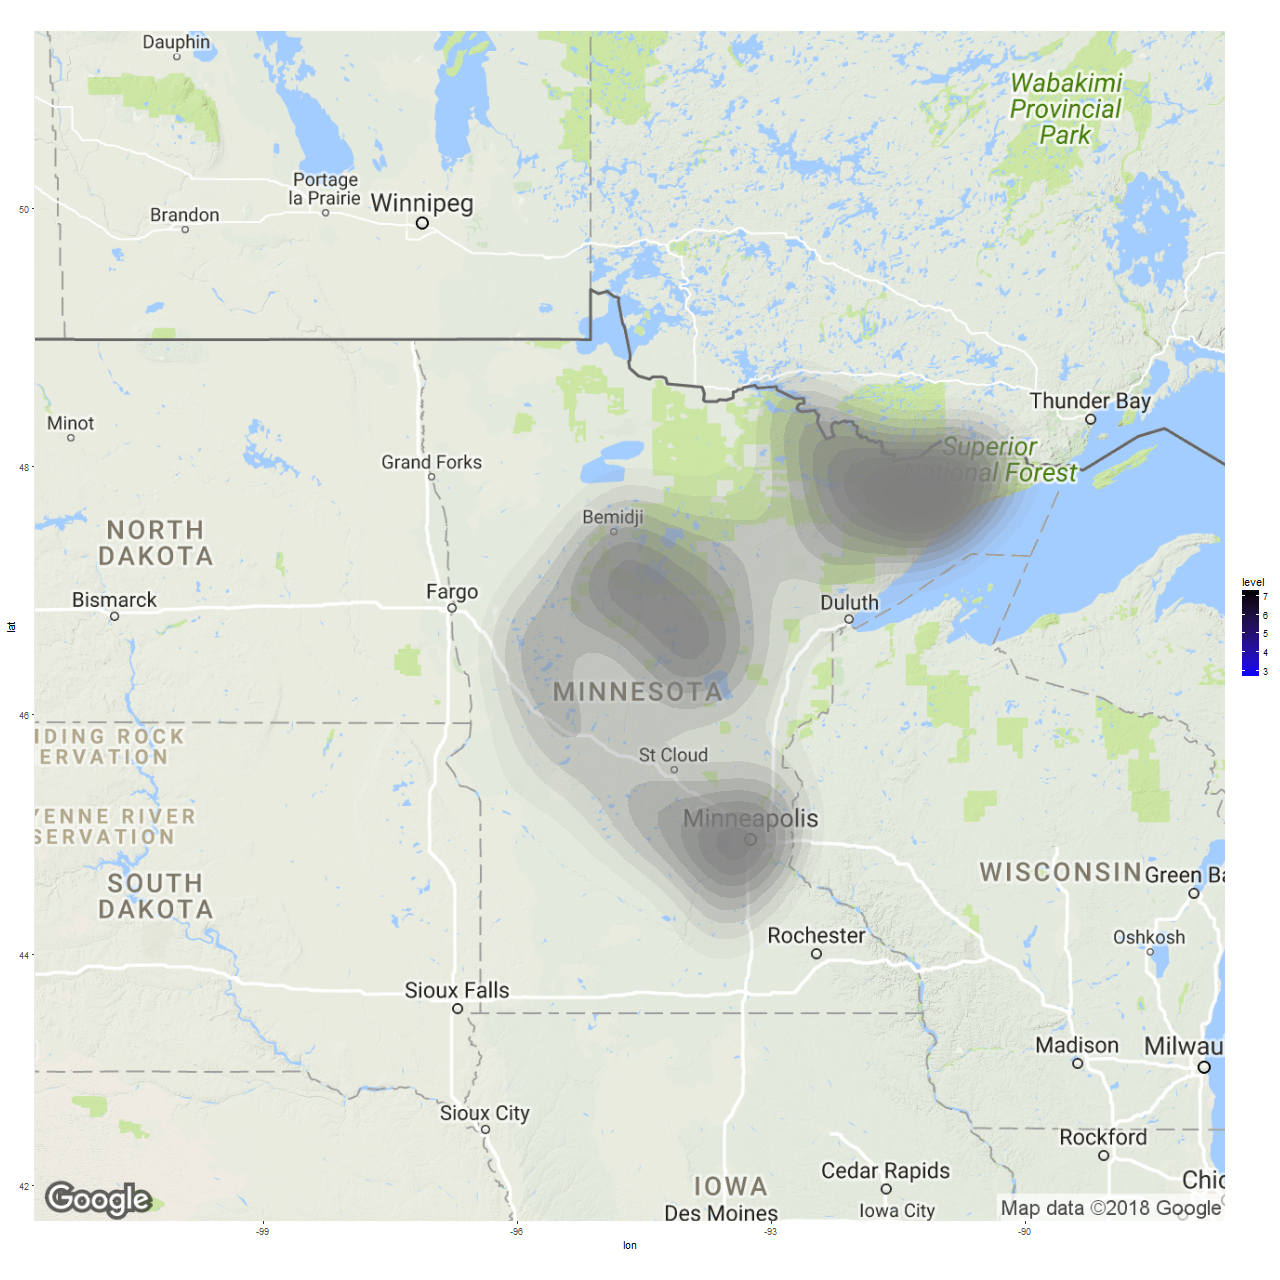 Dauphin
Wabakimi
Provincial
Park
Portage
la Prairie
Winnipeg
Brandon
50
Thunder Bay
Minot
Superior
National Forest
Grand Forks
48
Bemidji
NORTH
DAKOTA
level
7
6
5
4
3
Fargo
Bismarck
Duluth
lat
MINNESOTA
46
IDING ROCK
ERVATION
St Cloud
YENNE RIVER
SERVATION
Minneapolis
WISCONSIN
Green Ba
SOUTH
DAKOTA
Rochester
Oshkosh
44
Sioux Falls
Madison
Milwau
Sioux City
Rockford
Cedar Rapids
Chic
42
IOWA
Des Moines
Iowa City
Google
Map data ©2018 Google
-99
-96
-93
-90
lon